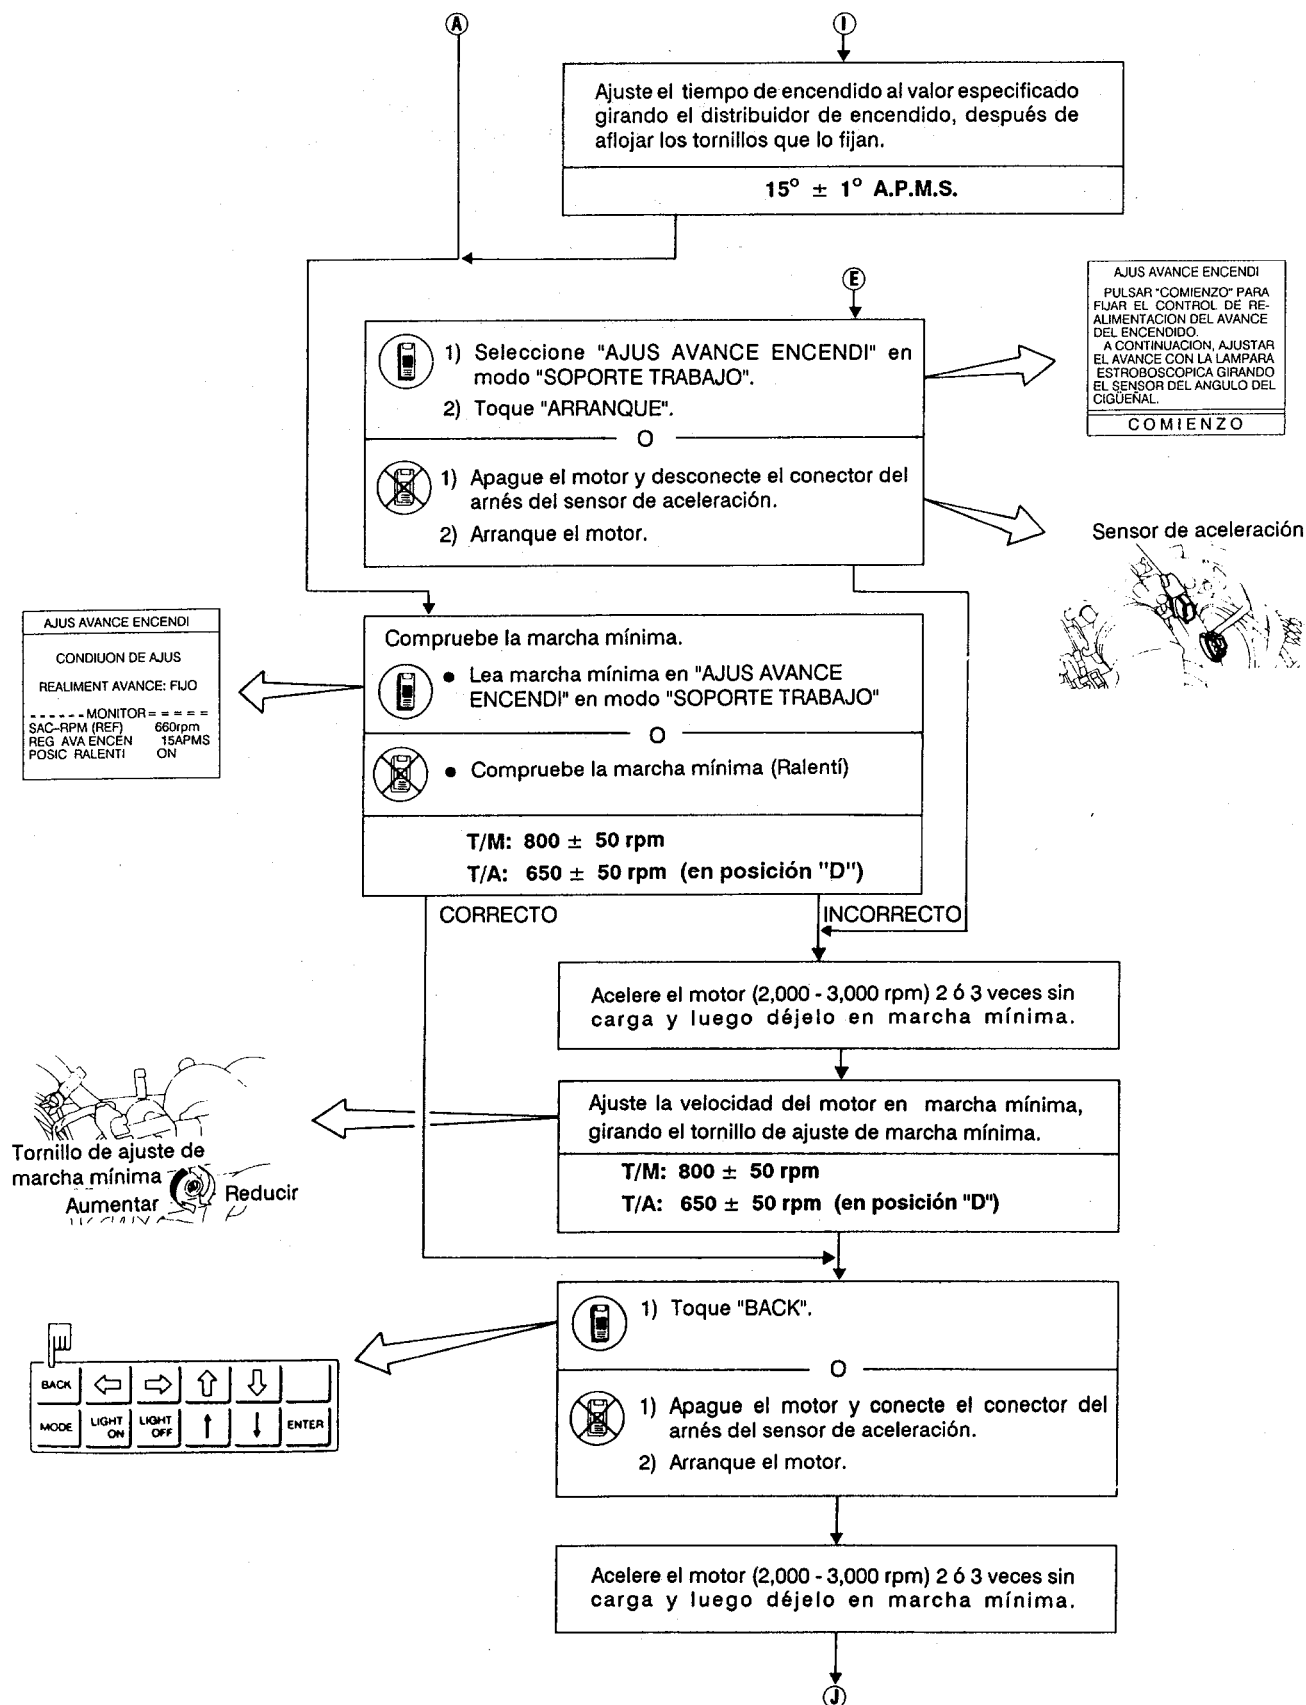 A
I
Ajuste el tiempo de encendido al valor especificado
girando el distribuidor de encendido, después de
aflojar los tornillos que lo fijan.
15° ± 1° A.P.M.S.
E
AJUS AVANCE ENCENDI
PULSAR "COMIENZO" PARA
FIJAR EL CONTROL DE RE-
ALIMENTACION DEL AVANCE
DEL ENCENDIDO.
A CONTINUACION, AJUSTAR
EL AVANCE CON LA LAMPARA
ESTROBOSCOPICA GIRANDO
EL SENSOR DEL ANGULO DEL
CIGÜEÑAL.
COMIENZO
1) Seleccione "AJUS AVANCE ENCENDI" en
modo "SOPORTE TRABAJO".
2) Toque "ARRANQUE".
O
1) Apague el motor y desconecte el conector del
arnés del sensor de aceleración.
2) Arranque el motor.
Sensor de aceleración
AJUS AVANCE ENCENDI
CONDIUON DE AJUS
REALIMENT AVANCE: FIJO
- - - - - - MONITOR = = = = =
SAC-RPM (REF) 660rpm
REG AVA ENCEN 15APMS
POSIC RALENTI ON
Compruebe la marcha mínima.
• Lea marcha mínima en "AJUS AVANCE
ENCENDI" en modo "SOPORTE TRABAJO"
O
• Compruebe la marcha mínima (Ralentí)
T/M: 800 ± 50 rpm
T/A: 650 ± 50 rpm (en posición "D")
CORRECTO
INCORRECTO
Acelere el motor (2,000 - 3,000 rpm) 2 ó 3 veces sin
carga y luego déjelo en marcha mínima.
Ajuste la velocidad del motor en marcha mínima,
girando el tornillo de ajuste de marcha mínima.
T/M: 800 ± 50 rpm
T/A: 650 ± 50 rpm (en posición "D")
Tornillo de ajuste de
marcha mínima
Aumentar
Reducir
1) Toque "BACK".
O
1) Apague el motor y conecte el conector del
arnés del sensor de aceleración.
2) Arranque el motor.
BACK
MODE LIGHT ON LIGHT OFF ENTER
Acelere el motor (2,000 - 3,000 rpm) 2 ó 3 veces sin
carga y luego déjelo en marcha mínima.
J